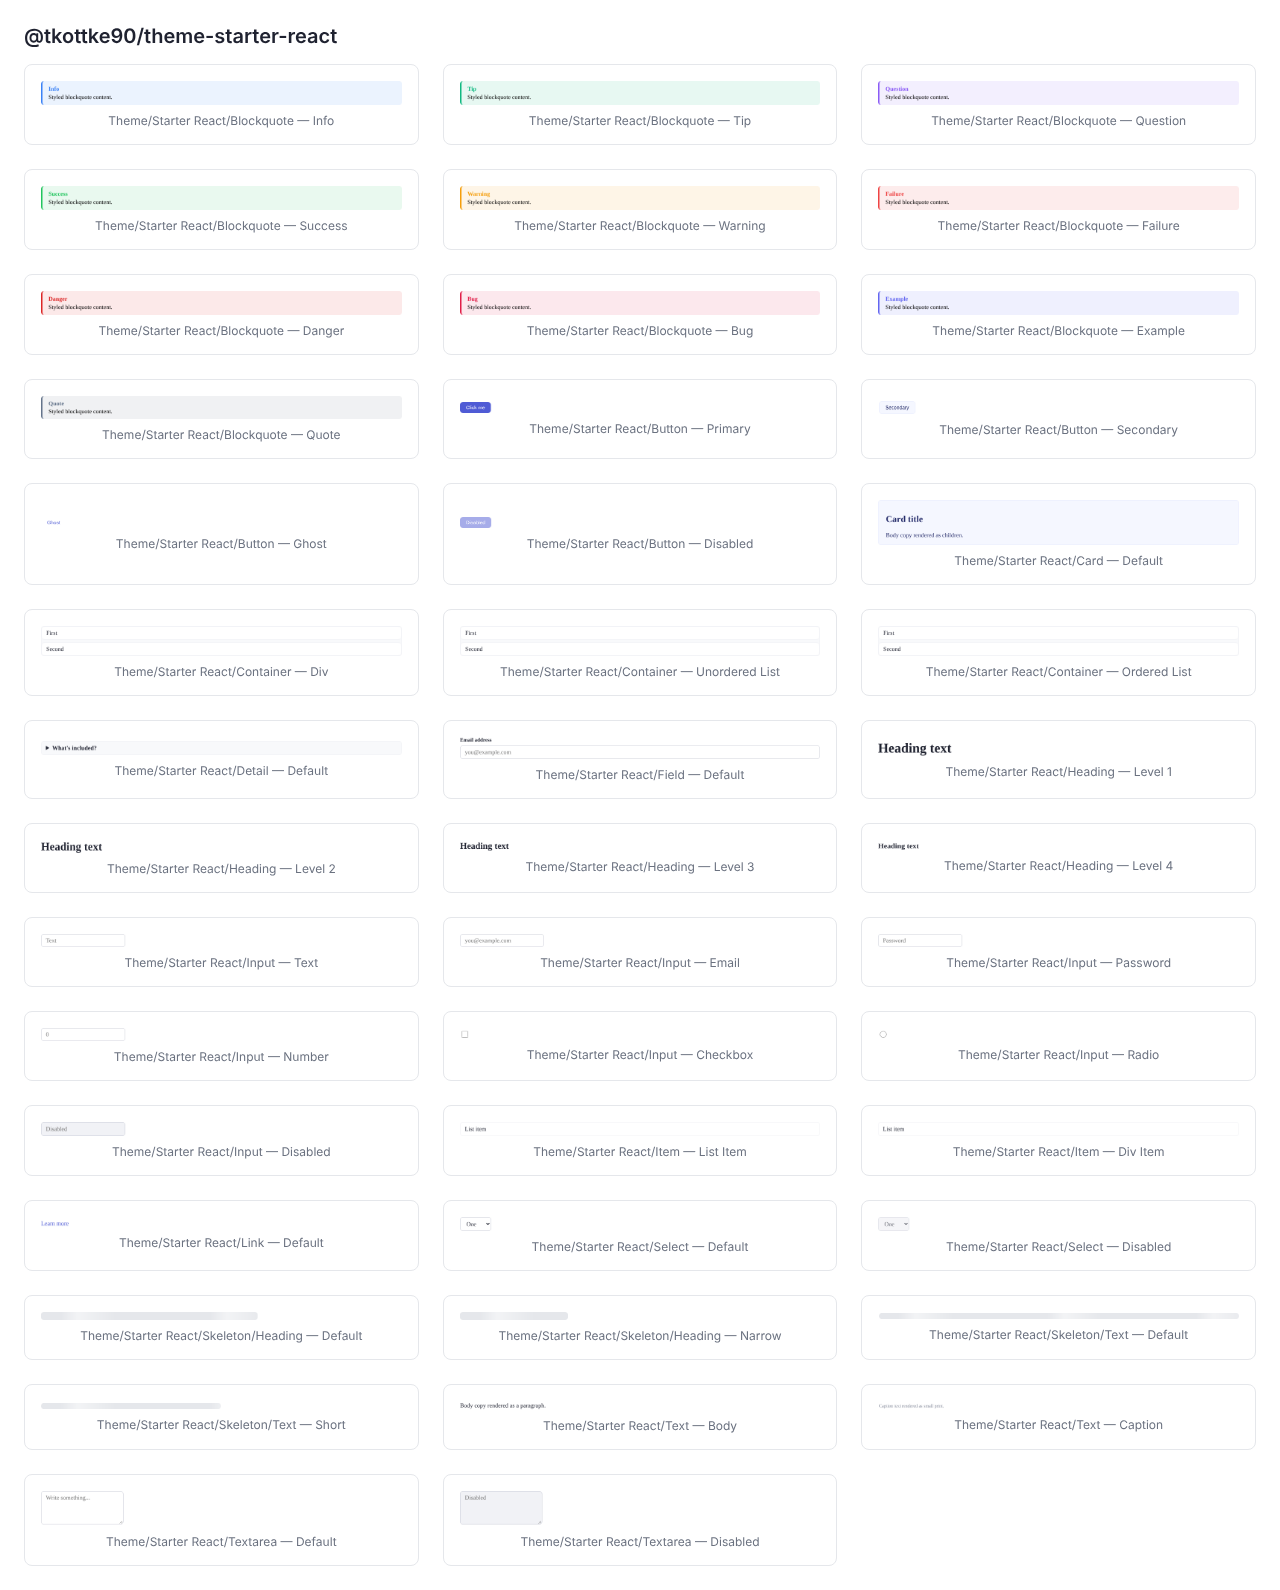 @tkottke90/theme-starter-react
Info
Styled blockquote content.
Theme/Starter React/Blockquote — Info
Tip
Styled blockquote content.
Theme/Starter React/Blockquote — Tip
Question
Styled blockquote content.
Theme/Starter React/Blockquote — Question
Success
Styled blockquote content.
Theme/Starter React/Blockquote — Success
Warning
Styled blockquote content.
Theme/Starter React/Blockquote — Warning
Failure
Styled blockquote content.
Theme/Starter React/Blockquote — Failure
Danger
Styled blockquote content.
Theme/Starter React/Blockquote — Danger
Bug
Styled blockquote content.
Theme/Starter React/Blockquote — Bug
Example
Styled blockquote content.
Theme/Starter React/Blockquote — Example
Quote
Styled blockquote content.
Theme/Starter React/Blockquote — Quote
Click me
Theme/Starter React/Button — Primary
Secondary
Theme/Starter React/Button — Secondary
Ghost
Theme/Starter React/Button — Ghost
Disabled
Theme/Starter React/Button — Disabled
Card title
Body copy rendered as children.
Theme/Starter React/Card — Default
First
Second
Theme/Starter React/Container — Div
First
Second
Theme/Starter React/Container — Unordered List
First
Second
Theme/Starter React/Container — Ordered List
What's included?
Theme/Starter React/Detail — Default
Email address
you@example.com
Theme/Starter React/Field — Default
Heading text
Theme/Starter React/Heading — Level 1
Heading text
Theme/Starter React/Heading — Level 2
Heading text
Theme/Starter React/Heading — Level 3
Heading text
Theme/Starter React/Heading — Level 4
Text
Theme/Starter React/Input — Text
you@example.com
Theme/Starter React/Input — Email
Password
Theme/Starter React/Input — Password
0
Theme/Starter React/Input — Number
Theme/Starter React/Input — Checkbox
Theme/Starter React/Input — Radio
Disabled
Theme/Starter React/Input — Disabled
List item
Theme/Starter React/Item — List Item
List item
Theme/Starter React/Item — Div Item
Learn more
Theme/Starter React/Link — Default
One
Theme/Starter React/Select — Default
One
Theme/Starter React/Select — Disabled
Theme/Starter React/Skeleton/Heading — Default
Theme/Starter React/Skeleton/Heading — Narrow
Theme/Starter React/Skeleton/Text — Default
Theme/Starter React/Skeleton/Text — Short
Body copy rendered as a paragraph.
Theme/Starter React/Text — Body
Caption text rendered as small print.
Theme/Starter React/Text — Caption
Write something...
Theme/Starter React/Textarea — Default
Disabled
Theme/Starter React/Textarea — Disabled